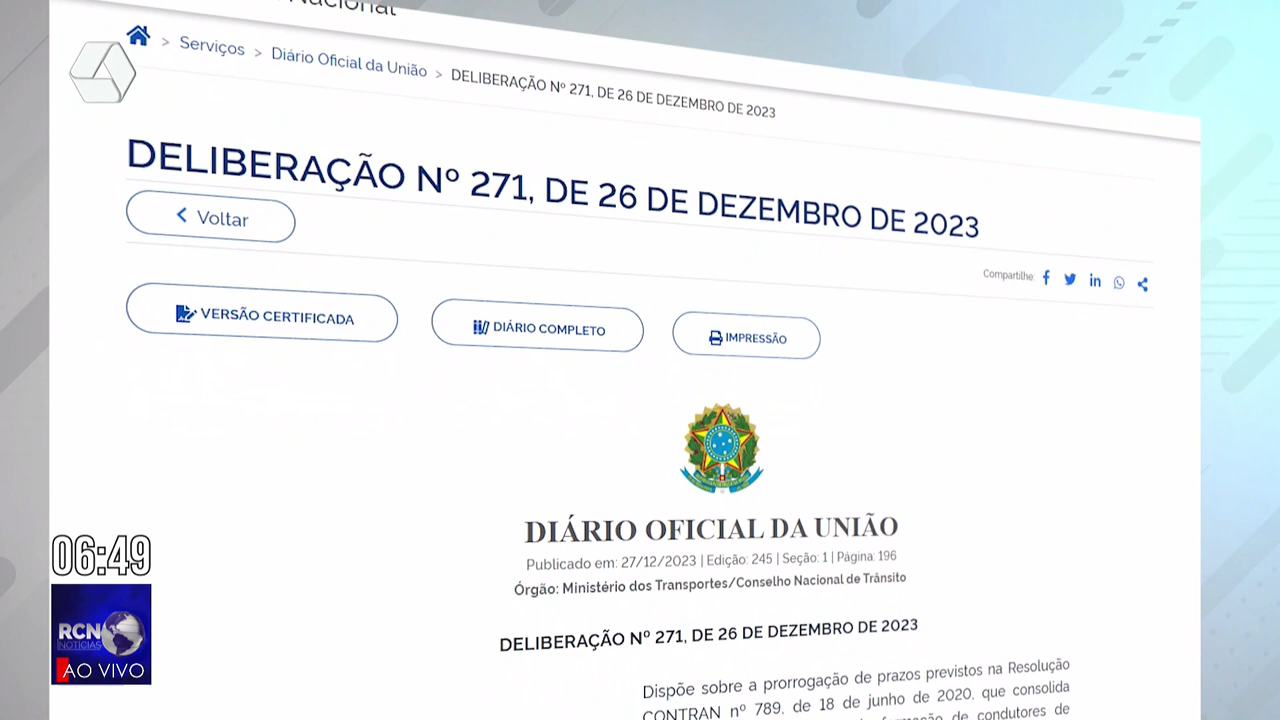 Nacional
> Serviços > Diário Oficial da União > DELIBERAÇÃO Nº 271, DE 26 DE DEZEMBRO DE 2023
DELIBERAÇÃO Nº 271, DE 26 DE DEZEMBRO DE 2023
Voltar
Compartilhe:
VERSÃO CERTIFICADA
DIÁRIO COMPLETO
IMPRESSÃO
DIÁRIO OFICIAL DA UNIÃO
Publicado em: 27/12/2023 | Edição: 245 | Seção: 1 | Página: 196
Órgão: Ministério dos Transportes/Conselho Nacional de Trânsito
DELIBERAÇÃO Nº 271, DE 26 DE DEZEMBRO DE 2023
Dispõe sobre a prorrogação de prazos previstos na Resolução
CONTRAN nº 789, de 18 de junho de 2020, que consolida
formação de condutores de
06:49
RCN
NOTÍCIAS
AO VIVO